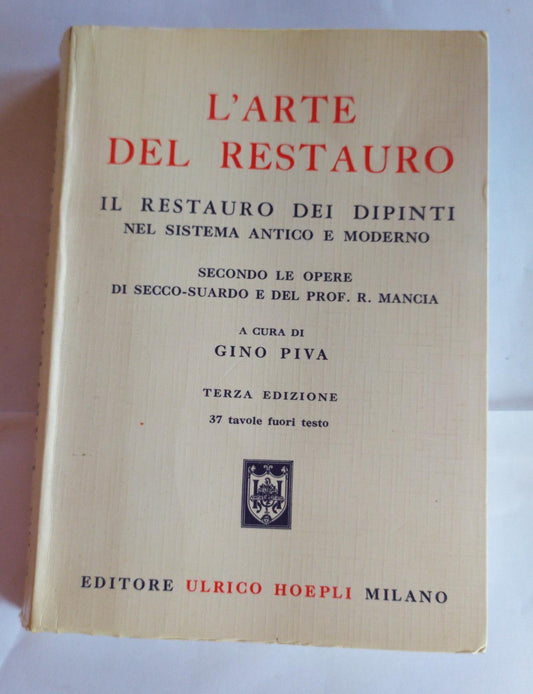 L'ARTE
DEL RESTAURO
IL RESTAURO DEI DIPINTI
NEL SISTEMA ANTICO E MODERNO
SECONDO LE OPERE
DI SECCO-SUARDO E DEL PROF. R. MANCIA
A CURA DI
GINO PIVA
TERZA EDIZIONE
37 tavole fuori testo
EDITORE ULRICO HOEPLI MILANO